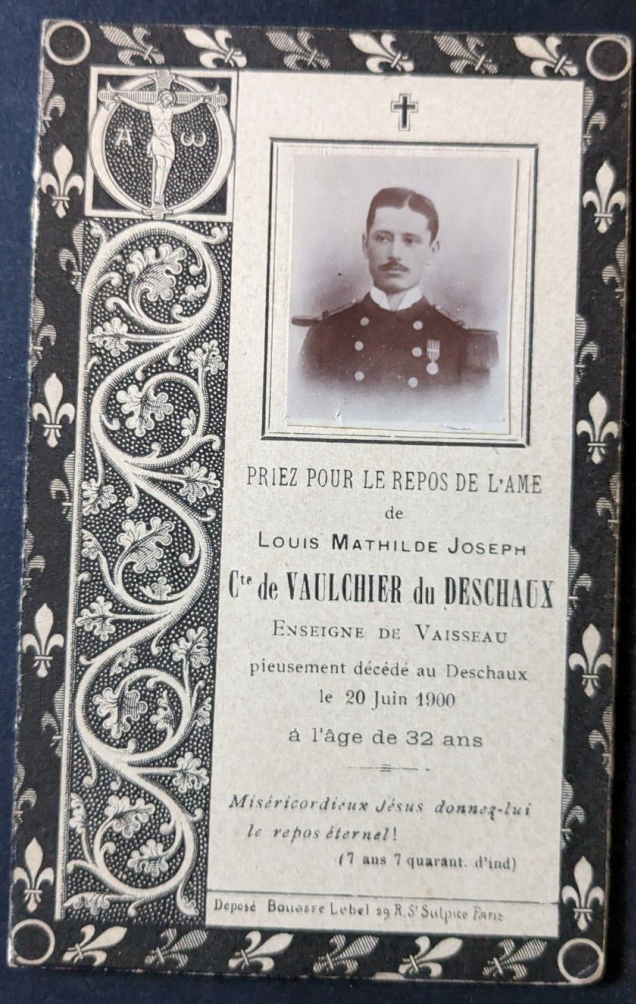 Α ω
PRIEZ POUR LE REPOS DE L'AME
de
LOUIS MATHILDE JOSEPH
Cte de VAULCHIER du DESCHAUX
ENSEIGNE DE VAISSEAU
pieusement décédé au Deschaux
le 20 Juin 1900
à l'âge de 32 ans
Miséricordieux Jésus donnez-lui
le repos éternel!
(7 ans 7 quarant. d'ind)
Déposé Bouasse Lebel 29 R. St Sulpice Paris